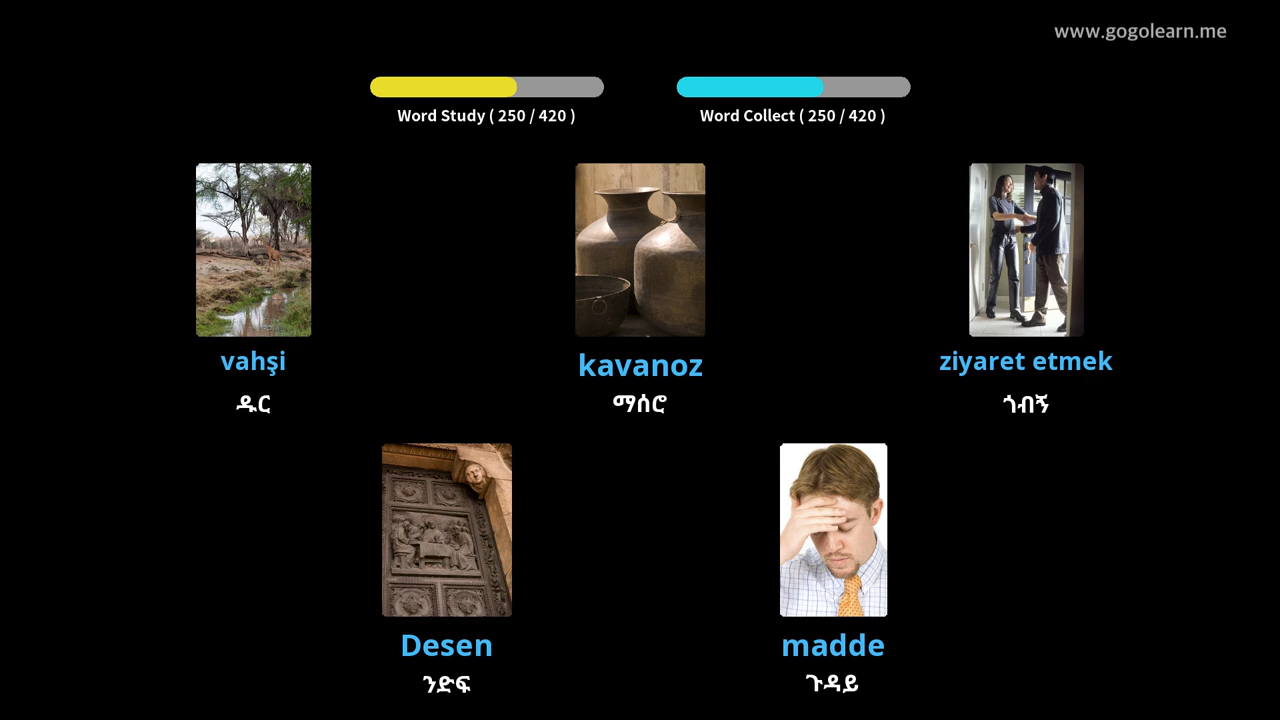 www.gogolearn.me
Word Study ( 250 / 420 )
Word Collect ( 250 / 420 )
vahşi
ዱር
kavanoz
ማሰሮ
ziyaret etmek
ጎብኝ
Desen
ንድፍ
madde
ጉዳይ